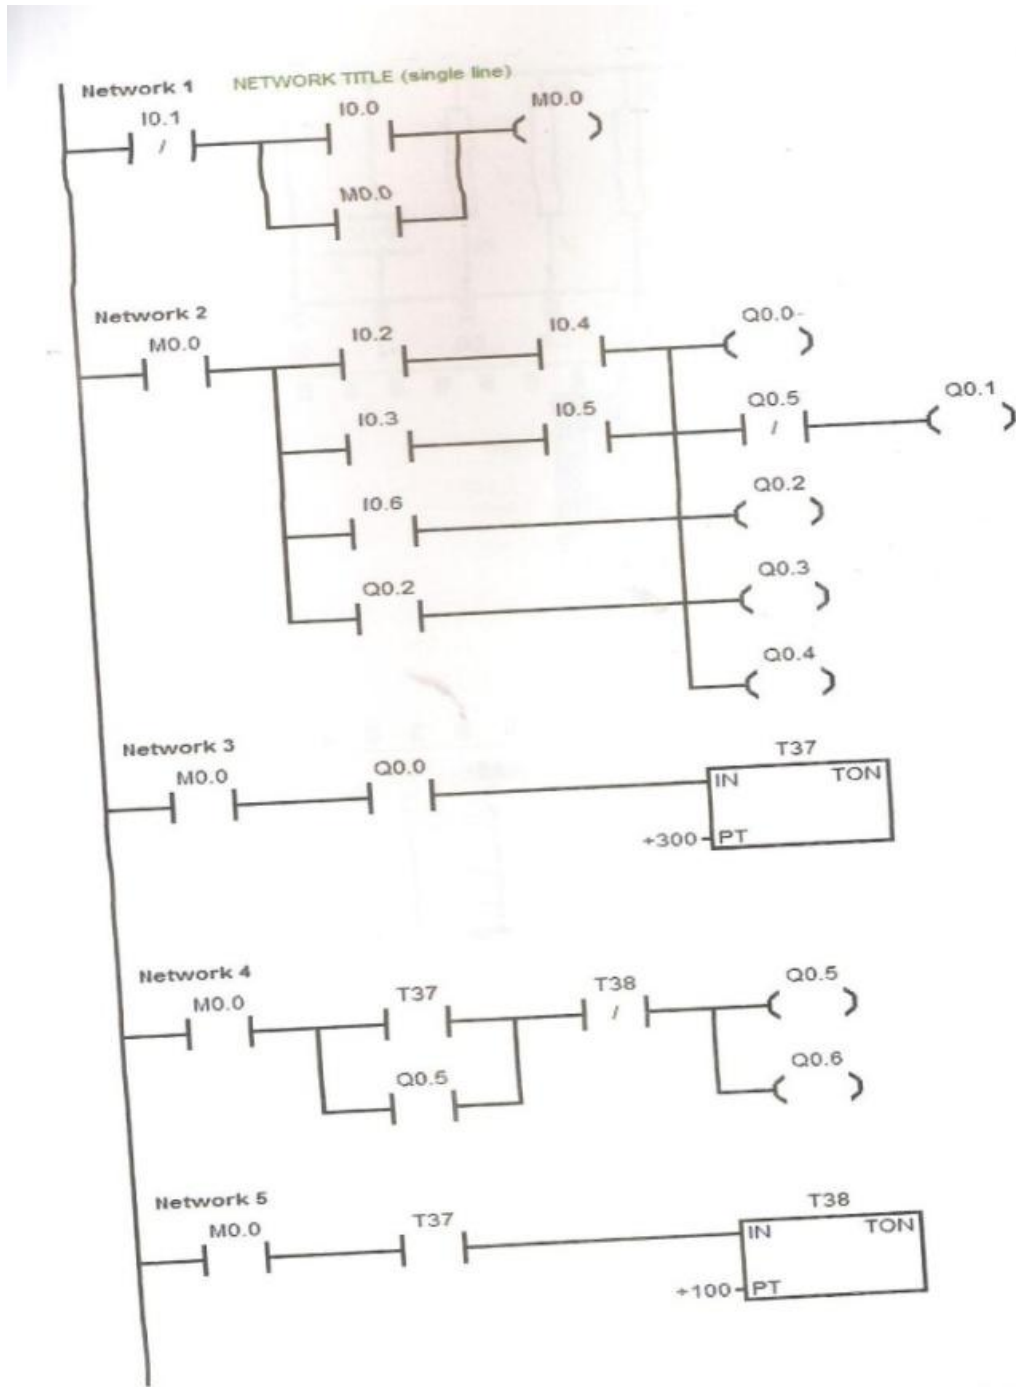 Network 1 NETWORK TITLE (single line)
I0.1 I0.0 M0.0
/
M0.0
Network 2
M0.0 I0.2 I0.4 Q0.0
I0.3 I0.5 Q0.5 Q0.1
/
I0.6 Q0.2
Q0.2 Q0.3
Q0.4
Network 3
M0.0 Q0.0 T37
IN TON
+300 PT
Network 4
M0.0 T37 T38 Q0.5
/
Q0.5 Q0.6
Network 5
M0.0 T37 T38
IN TON
+100 PT